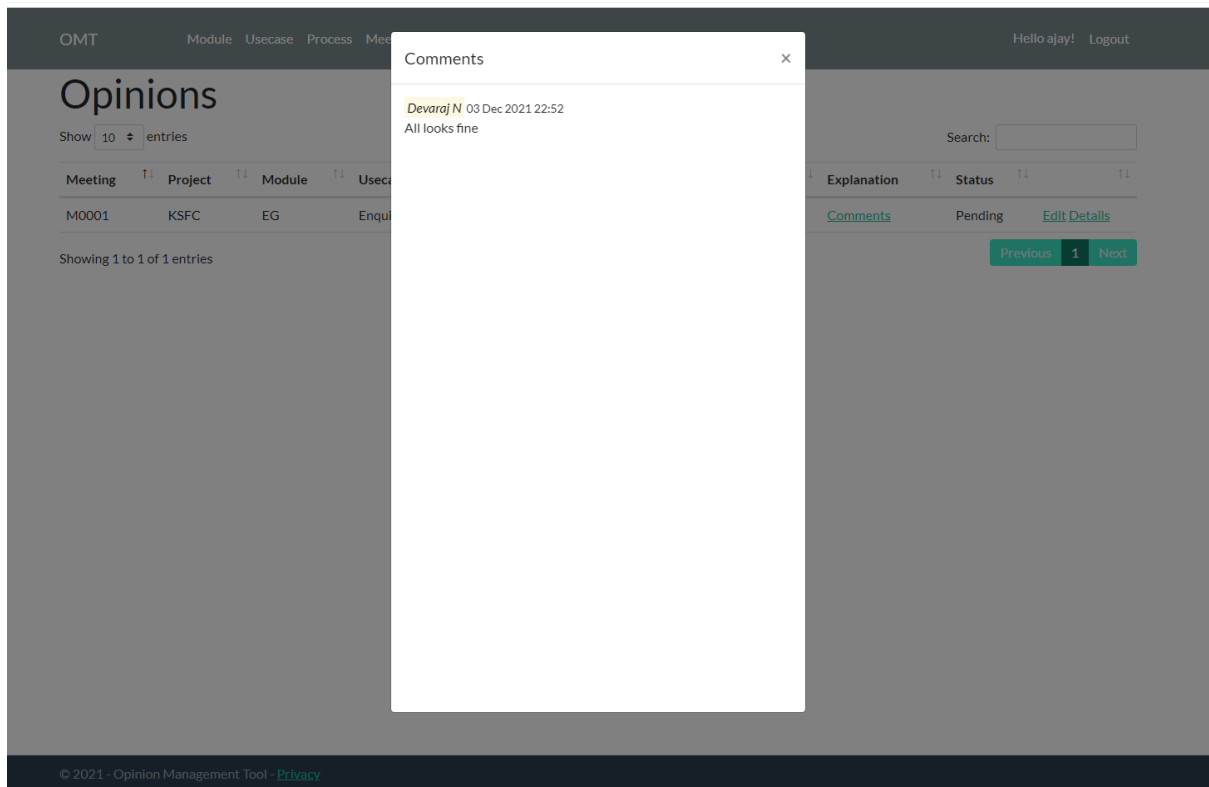 OMT Module Usecase Process Mee Hello ajay! Logout
Comments ×
Opinions
Devaraj N 03 Dec 2021 22:52
All looks fine
Show 10 entries Search:
Meeting Project Module Useca Explanation Status
M0001 KSFC EG Enqui Comments Pending Edit Details
Showing 1 to 1 of 1 entries Previous 1 Next
© 2021 - Opinion Management Tool - Privacy